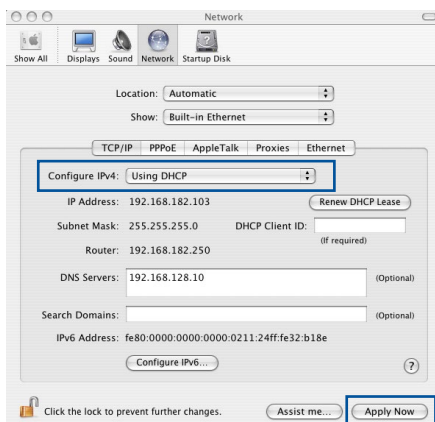 Network
Show All Displays Sound Network Startup Disk
Location: Automatic
Show: Built-in Ethernet
TCP/IP PPPoE AppleTalk Proxies Ethernet
Configure IPv4: Using DHCP
IP Address: 192.168.182.103 Renew DHCP Lease
Subnet Mask: 255.255.255.0 DHCP Client ID:
(If required)
Router: 192.168.182.250
DNS Servers: 192.168.128.10 (Optional)
Search Domains: (Optional)
IPv6 Address: fe80:0000:0000:0000:0211:24ff:fe32:b18e
Configure IPv6... ?
Click the lock to prevent further changes. Assist me... Apply Now